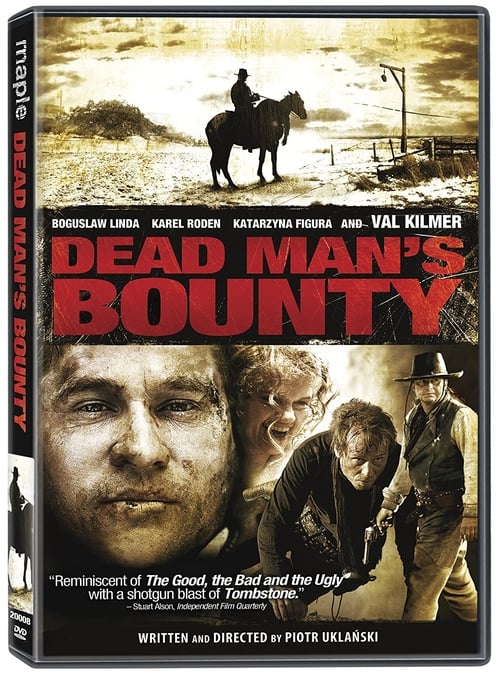 maple
DEAD MAN'S BOUNTY
20008
DVD
BOGUSLAW LINDA KAREL RODEN KATARZYNA FIGURA AND VAL KILMER
DEAD MAN'S
BOUNTY
“Reminiscent of The Good, the Bad and the Ugly
with a shotgun blast of Tombstone.”
– Stuart Alson, Independent Film Quarterly
WRITTEN AND DIRECTED BY PIOTR UKLAŃSKI